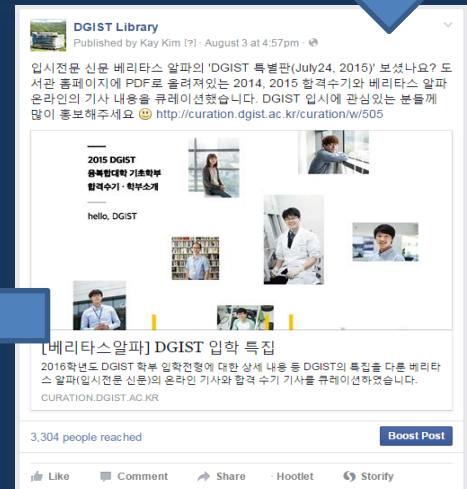 DGIST Library
Published by Kay Kim [?] · August 3 at 4:57pm ·
입시전문 신문 베리타스 알파의 'DGIST 특별판(July24, 2015)' 보셨나요? 도
서관 홈페이지에 PDF로 올려져있는 2014, 2015 합격수기와 베리타스 알파
온라인의 기사 내용을 큐레이션했습니다. DGIST 입시에 관심있는 분들께
많이 홍보해주세요 http://curation.dgist.ac.kr/curation/w/505
2015 DGIST
융복합대학 기초학부
합격수기 · 학부소개
hello, DGIST
[베리타스알파] DGIST 입학 특집
2016학년도 DGIST 학부 입학전형에 대한 상세 내용 등 DGIST의 특집을 다룬 베리타
스 알파(입시전문 신문)의 온라인 기사와 합격 수기 기사를 큐레이션하였습니다.
CURATION.DGIST.AC.KR
3,304 people reached
Boost Post
Like Comment Share · Hootlet Storify